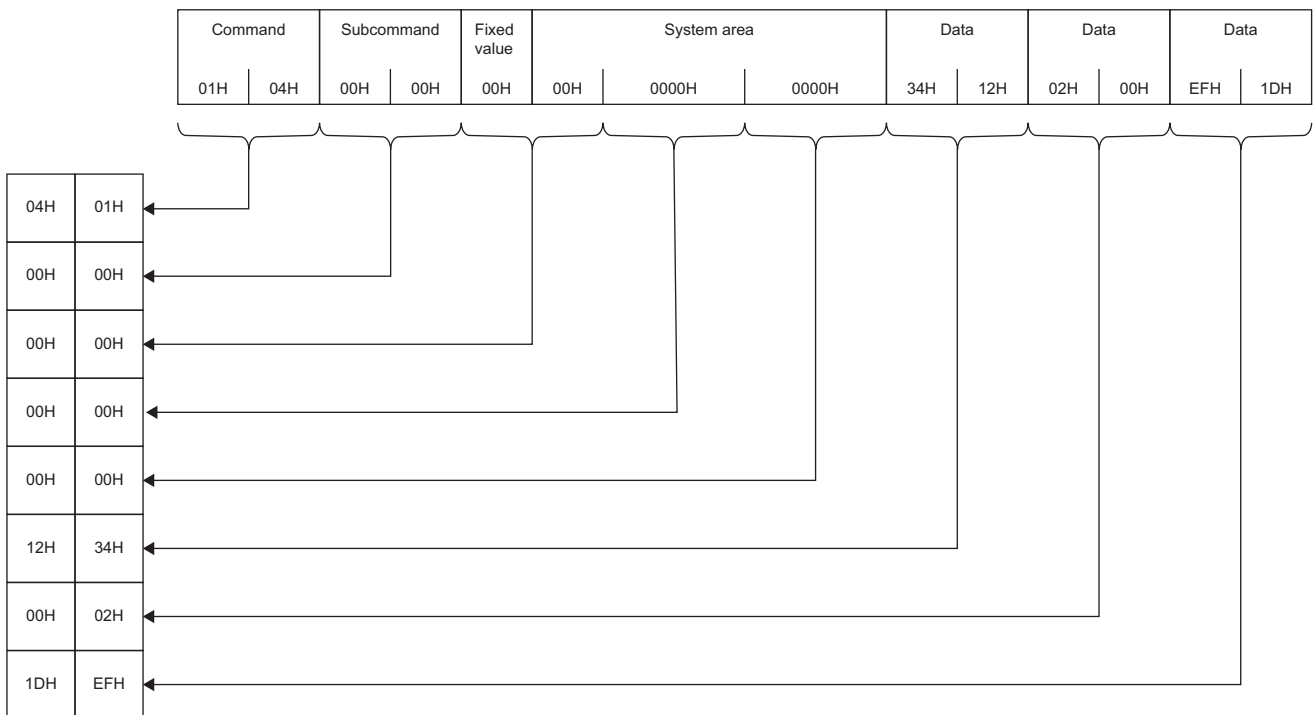 Command Subcommand Fixed value System area Data Data Data
01H 04H 00H 00H 00H 00H 0000H 0000H 34H 12H 02H 00H EFH 1DH
04H 01H
00H 00H
00H 00H
00H 00H
00H 00H
12H 34H
00H 02H
1DH EFH